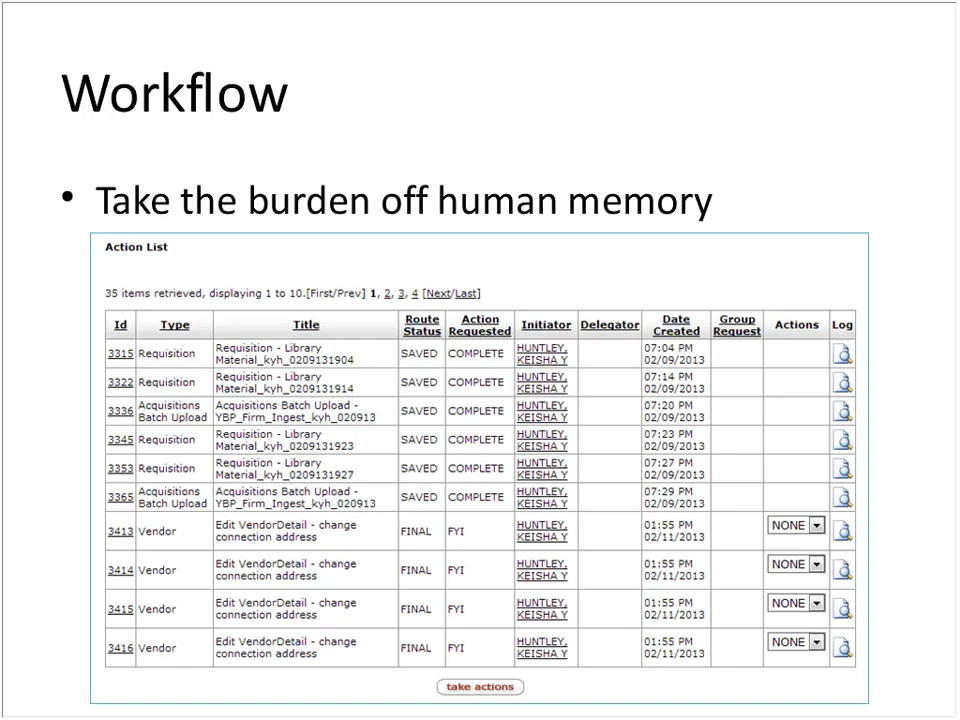 Workflow
• Take the burden off human memory
Action List
35 items retrieved, displaying 1 to 10.[First/Prev] 1, 2, 3, 4 [Next/Last]
Id Type Title Route Status Action Requested Initiator Delegator Date Created Group Request Actions Log
3315 Requisition Requisition - Library Material_kyh_0209131904 SAVED COMPLETE HUNTLEY, KEISHA Y 07:04 PM 02/09/2013
3322 Requisition Requisition - Library Material_kyh_0209131914 SAVED COMPLETE HUNTLEY, KEISHA Y 07:14 PM 02/09/2013
3336 Acquisitions Batch Upload Acquisitions Batch Upload - YBP_Firm_Ingest_kyh_020913 SAVED COMPLETE HUNTLEY, KEISHA Y 07:20 PM 02/09/2013
3345 Requisition Requisition - Library Material_kyh_0209131923 SAVED COMPLETE HUNTLEY, KEISHA Y 07:23 PM 02/09/2013
3353 Requisition Requisition - Library Material_kyh_0209131927 SAVED COMPLETE HUNTLEY, KEISHA Y 07:27 PM 02/09/2013
3365 Acquisitions Batch Upload Acquisitions Batch Upload - YBP_Firm_Ingest_kyh_020913 SAVED COMPLETE HUNTLEY, KEISHA Y 07:29 PM 02/09/2013
3413 Vendor Edit VendorDetail - change connection address FINAL FYI HUNTLEY, KEISHA Y 01:55 PM 02/11/2013 NONE
3414 Vendor Edit VendorDetail - change connection address FINAL FYI HUNTLEY, KEISHA Y 01:55 PM 02/11/2013 NONE
3415 Vendor Edit VendorDetail - change connection address FINAL FYI HUNTLEY, KEISHA Y 01:55 PM 02/11/2013 NONE
3416 Vendor Edit VendorDetail - change connection address FINAL FYI HUNTLEY, KEISHA Y 01:55 PM 02/11/2013 NONE
take actions